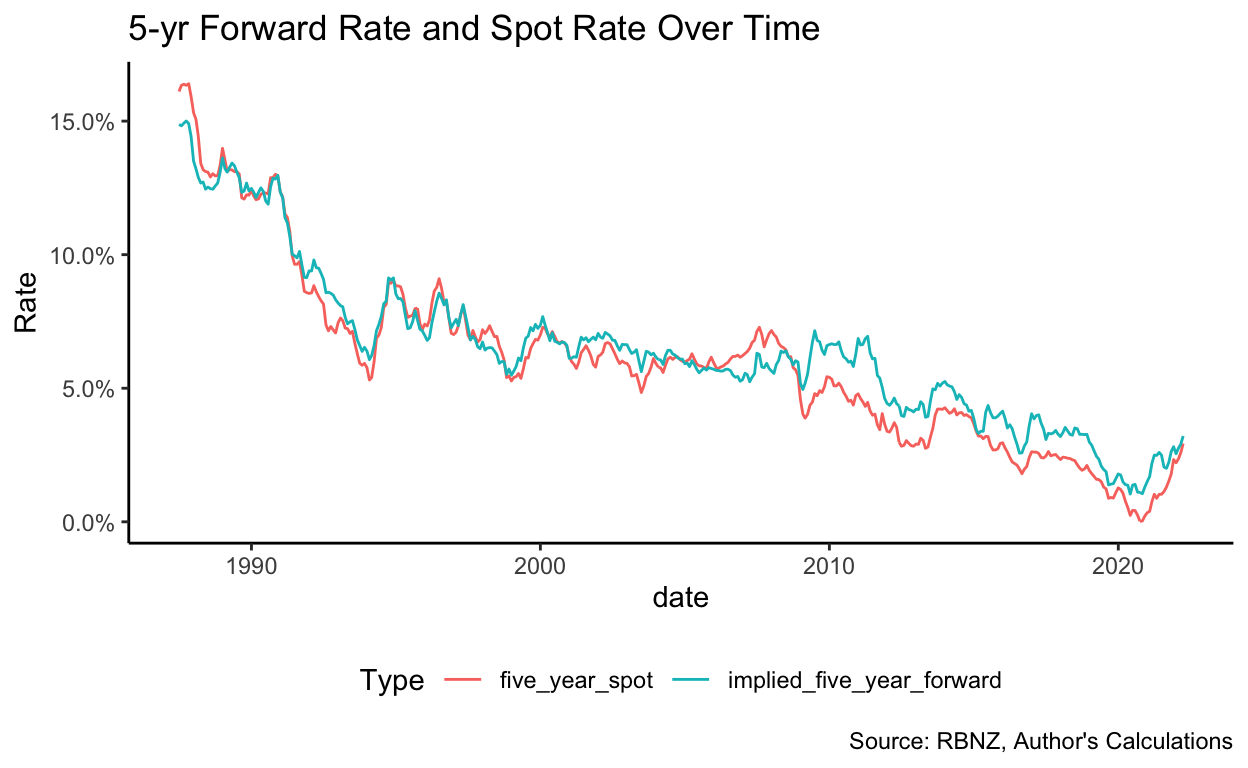 5-yr Forward Rate and Spot Rate Over Time
Rate
15.0%
10.0%
5.0%
0.0%
1990 2000 2010 2020
date
Type five_year_spot implied_five_year_forward
Source: RBNZ, Author's Calculations